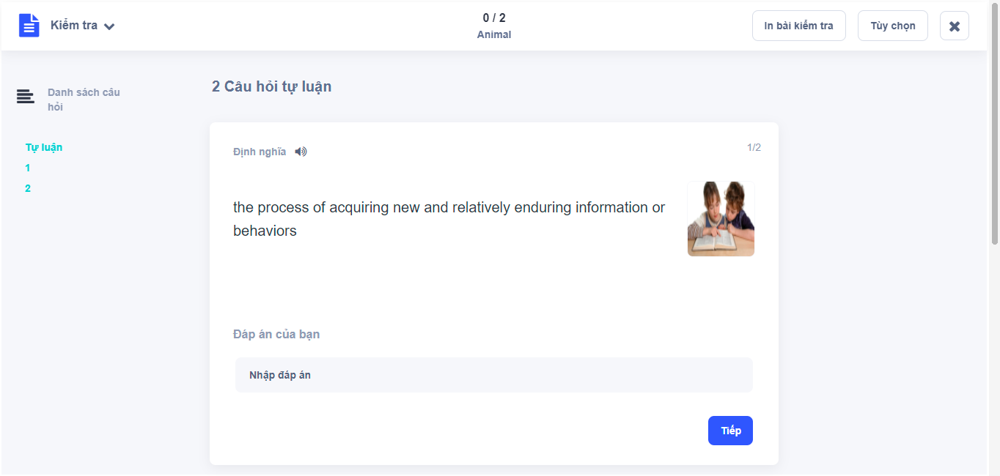 Kiểm tra
0 / 2
Animal
In bài kiểm tra
Tùy chọn
Danh sách câu
hỏi
Tự luận
1
2
2 Câu hỏi tự luận
Định nghĩa
1/2
the process of acquiring new and relatively enduring information or
behaviors
Đáp án của bạn
Nhập đáp án
Tiếp